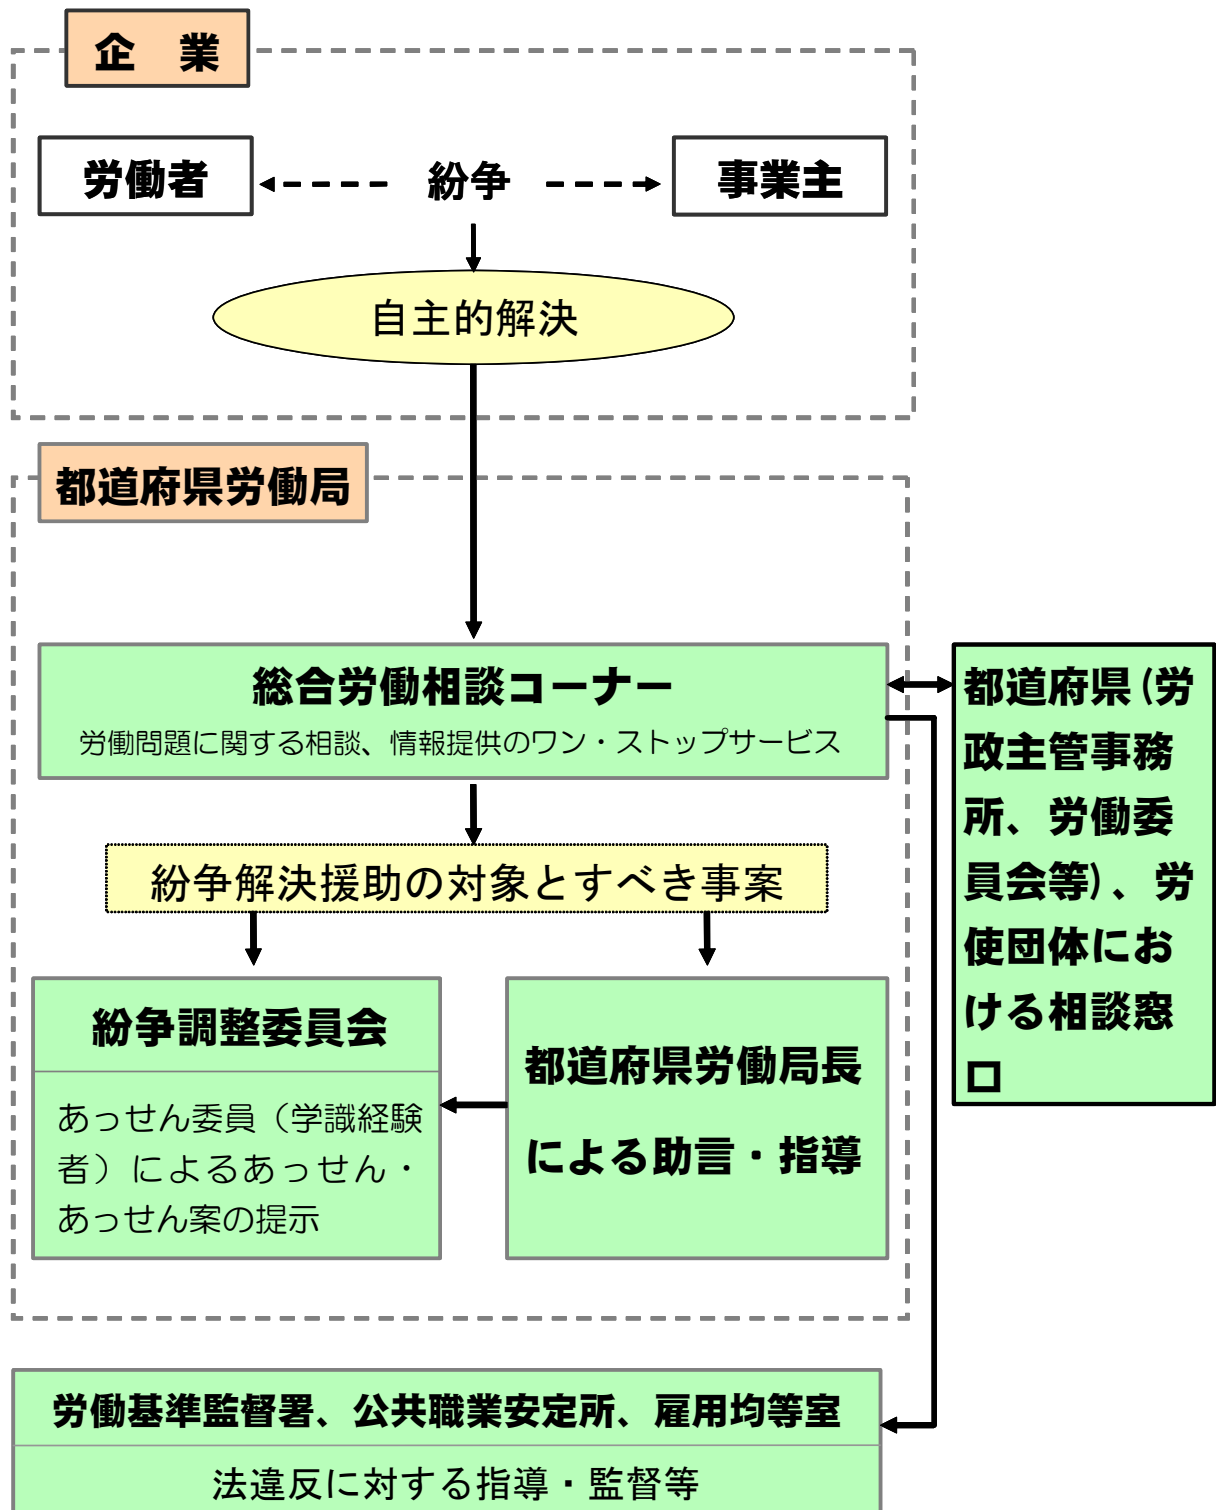 企　業
労働者
紛争
事業主
自主的解決
都道府県労働局
総合労働相談コーナー
労働問題に関する相談、情報提供のワン・ストップサービス
都道府県(労
政主管事務
所、労働委
員会等)、労
使団体にお
ける相談窓
口
紛争解決援助の対象とすべき事案
紛争調整委員会
あっせん委員（学識経験
者）によるあっせん・
あっせん案の提示
都道府県労働局長
による助言・指導
労働基準監督署、公共職業安定所、雇用均等室
法違反に対する指導・監督等